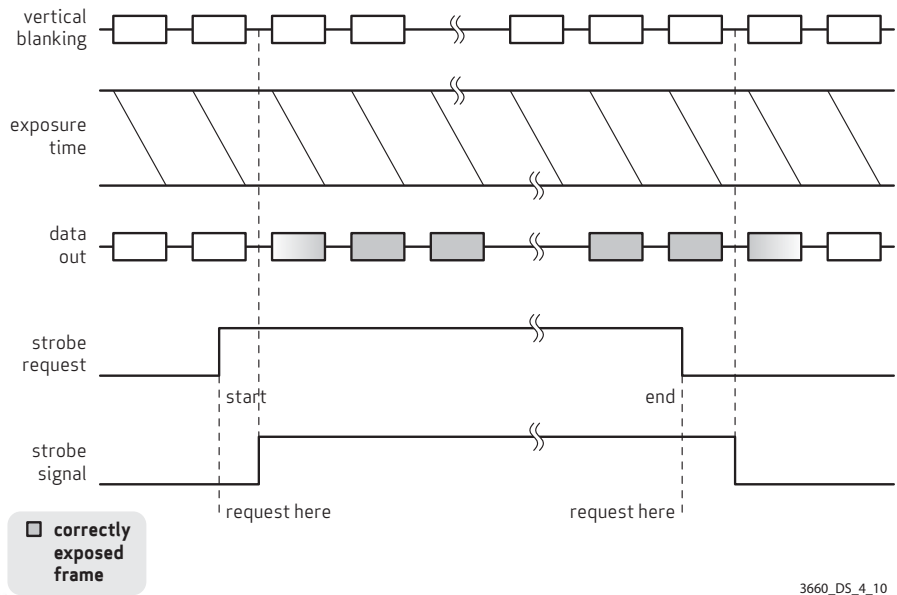 vertical
blanking
exposure
time
data
out
strobe
request
start
end
strobe
signal
request here
request here
correctly
exposed
frame
3660_DS_4_10